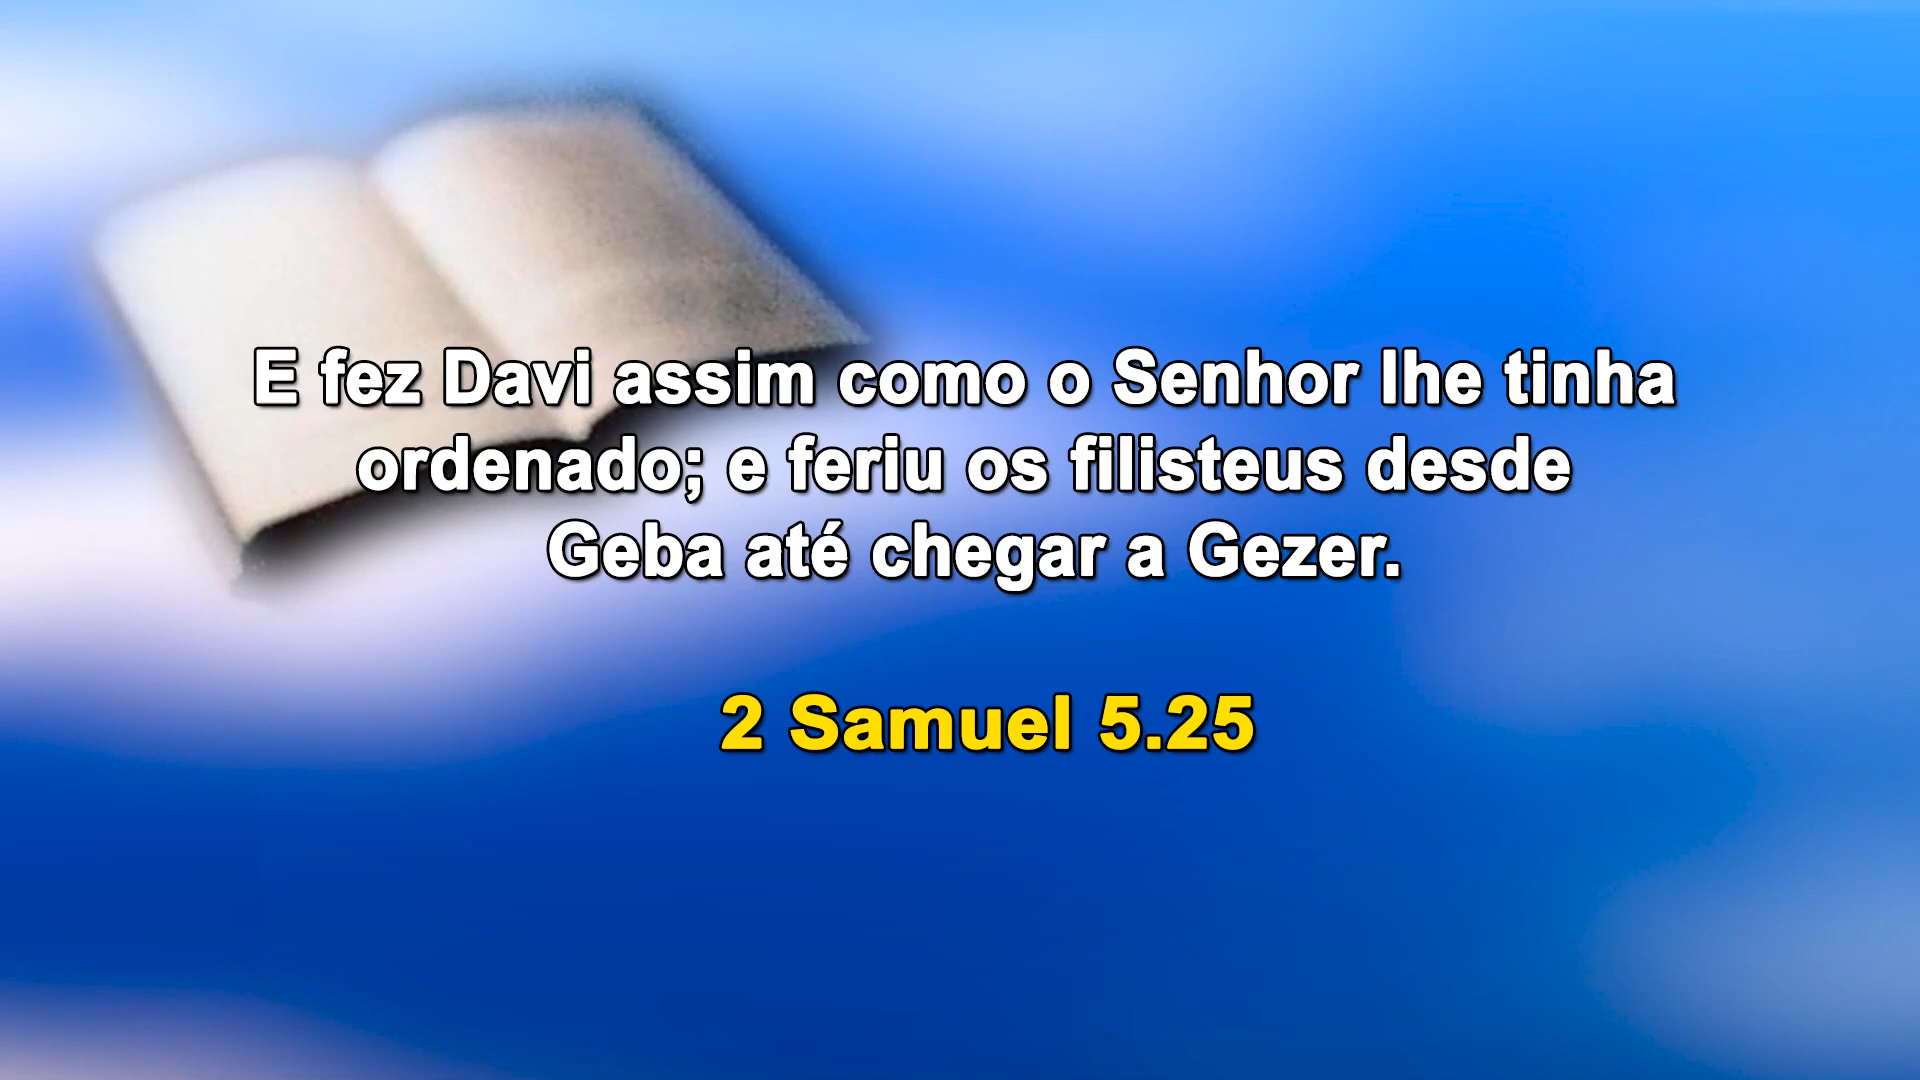 E fez Davi assim como o Senhor lhe tinha
ordenado; e feriu os filisteus desde
Geba até chegar a Gezer.
2 Samuel 5.25